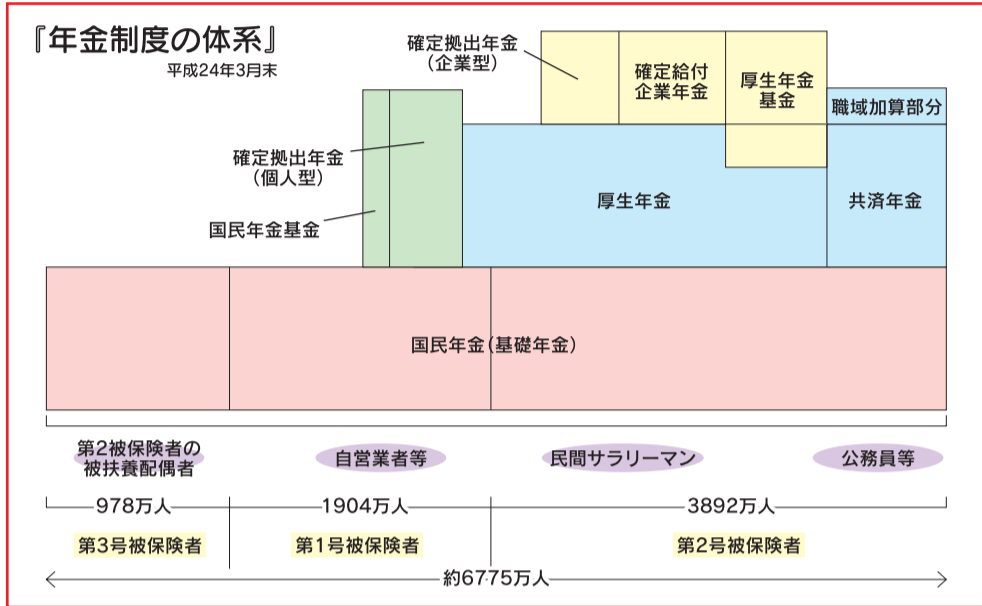 『年金制度の体系』
平成24年3月末
確定拠出年金
(企業型)
確定給付
企業年金
厚生年金
基金
職域加算部分
確定拠出年金
(個人型)
国民年金基金
厚生年金
共済年金
国民年金(基礎年金)
第2被保険者の
被扶養配偶者
自営業者等
民間サラリーマン
公務員等
978万人
1904万人
3892万人
第3号被保険者
第1号被保険者
第2号被保険者
約6775万人